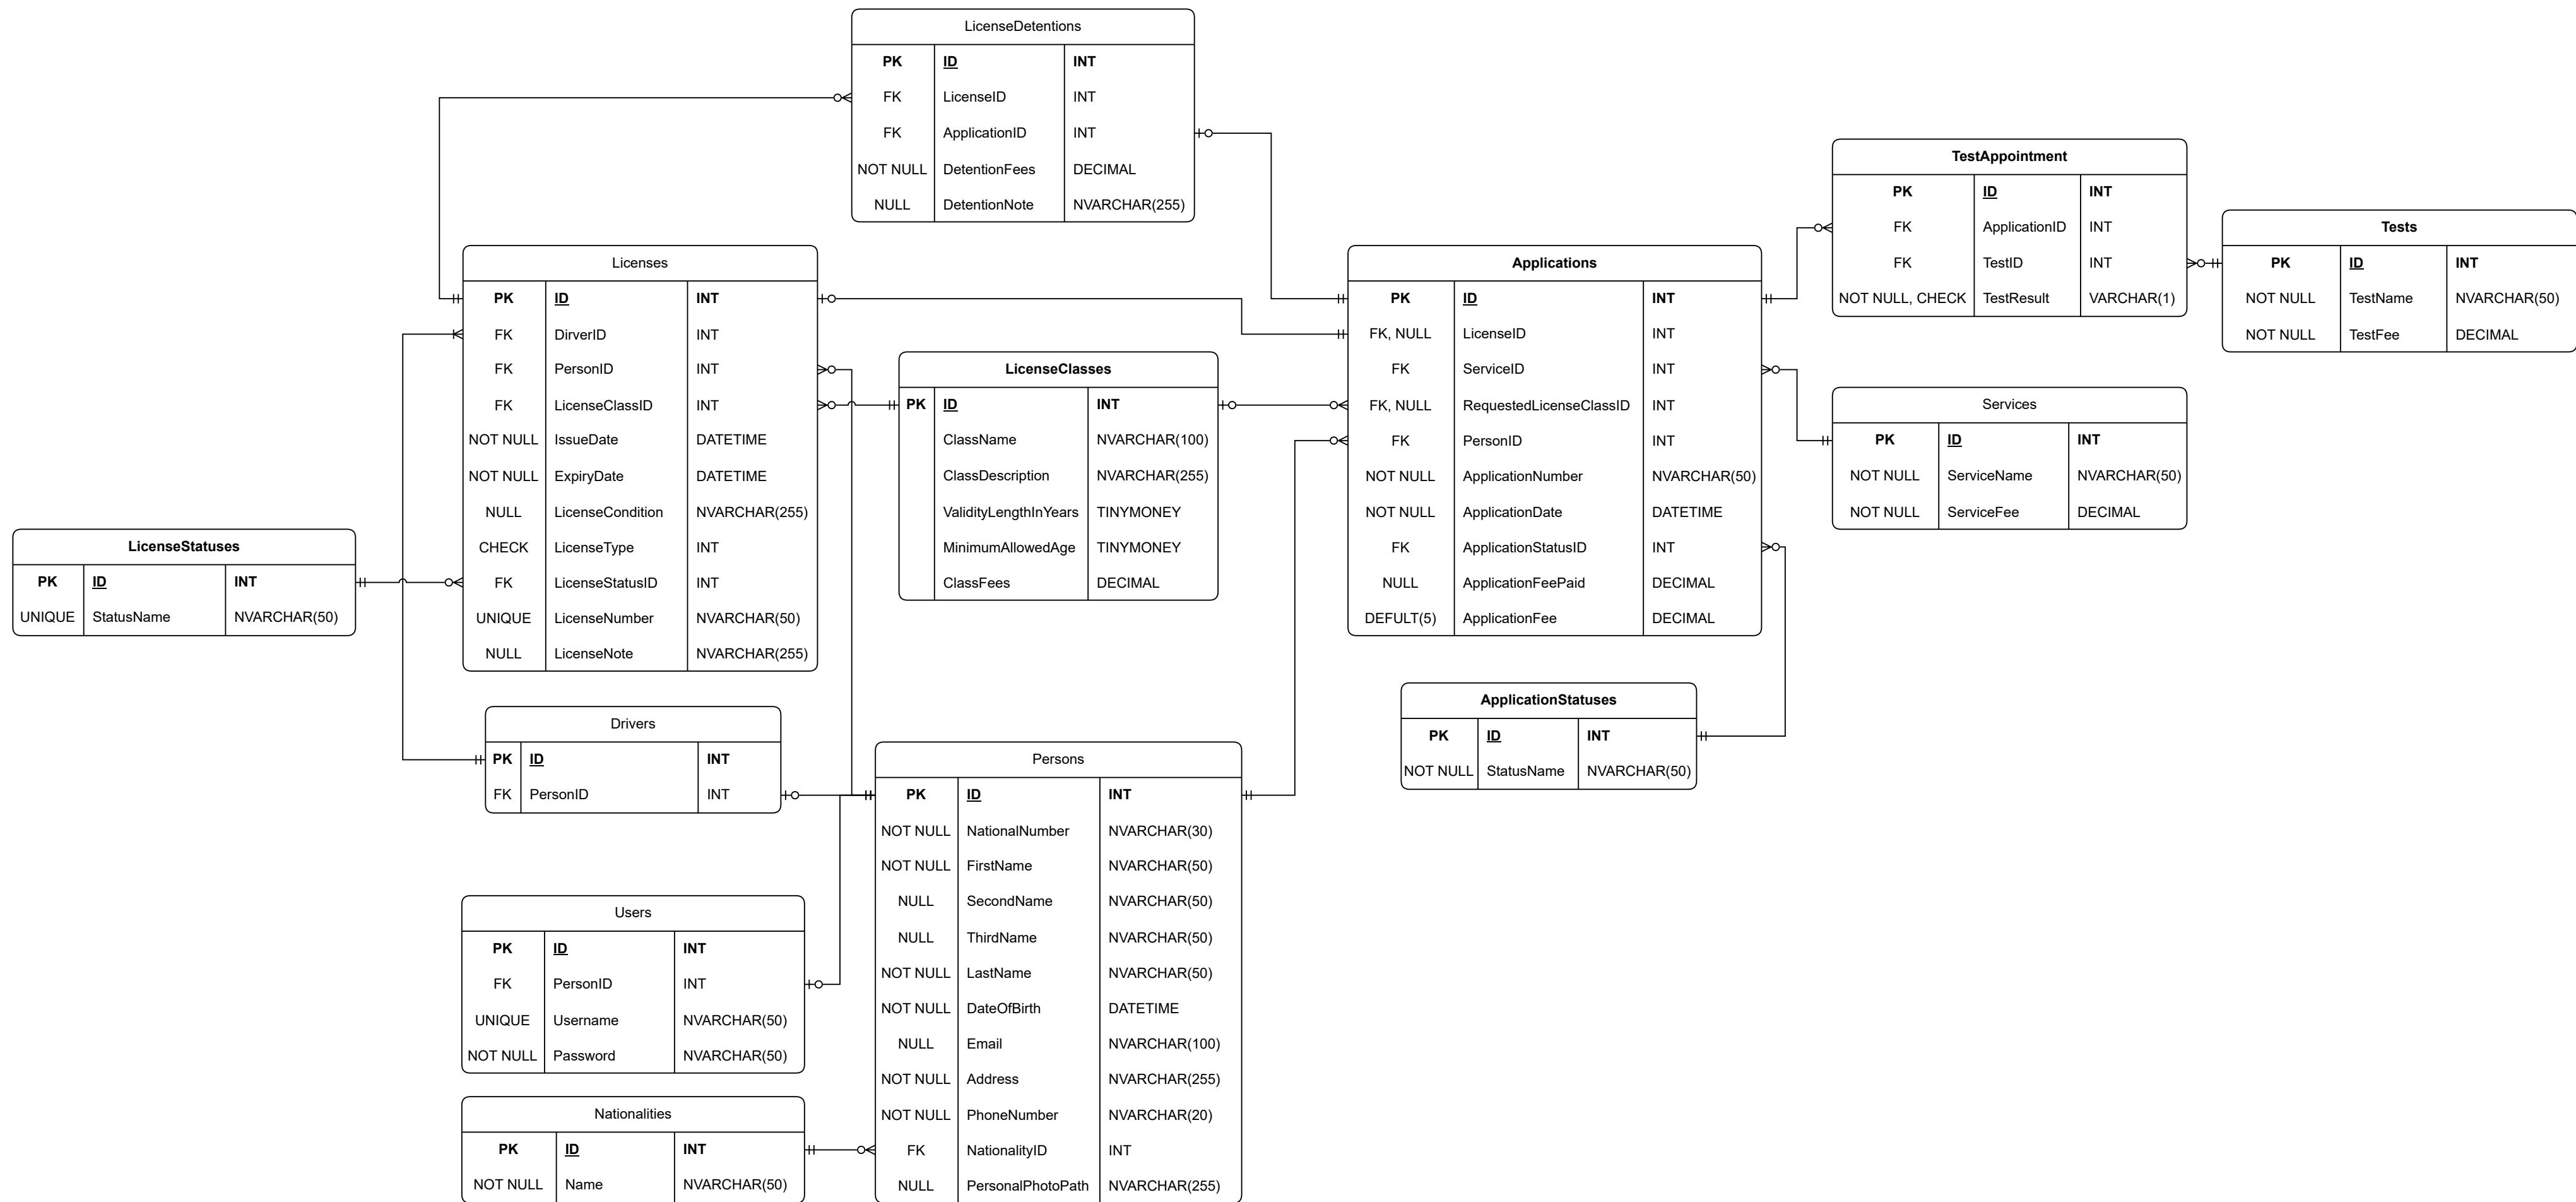 LicenseDetentions
PK ID INT
FK LicenseID INT
FK ApplicationID INT
NOT NULL DetentionFees DECIMAL
NULL DetentionNote NVARCHAR(255)
TestAppointment
PK ID INT
FK ApplicationID INT
FK TestID INT
NOT NULL, CHECK TestResult VARCHAR(1)
Tests
PK ID INT
NOT NULL TestName NVARCHAR(50)
NOT NULL TestFee DECIMAL
Licenses
PK ID INT
FK DirverID INT
FK PersonID INT
FK LicenseClassID INT
NOT NULL IssueDate DATETIME
NOT NULL ExpiryDate DATETIME
NULL LicenseCondition NVARCHAR(255)
CHECK LicenseType INT
FK LicenseStatusID INT
UNIQUE LicenseNumber NVARCHAR(50)
NULL LicenseNote NVARCHAR(255)
Applications
PK ID INT
FK, NULL LicenseID INT
FK ServiceID INT
FK, NULL RequestedLicenseClassID INT
FK PersonID INT
NOT NULL ApplicationNumber NVARCHAR(50)
NOT NULL ApplicationDate DATETIME
FK ApplicationStatusID INT
NULL ApplicationFeePaid DECIMAL
DEFULT(5) ApplicationFee DECIMAL
LicenseClasses
PK ID INT
ClassName NVARCHAR(100)
ClassDescription NVARCHAR(255)
ValidityLengthInYears TINYMONEY
MinimumAllowedAge TINYMONEY
ClassFees DECIMAL
Services
PK ID INT
NOT NULL ServiceName NVARCHAR(50)
NOT NULL ServiceFee DECIMAL
LicenseStatuses
PK ID INT
UNIQUE StatusName NVARCHAR(50)
ApplicationStatuses
PK ID INT
NOT NULL StatusName NVARCHAR(50)
Drivers
PK ID INT
FK PersonID INT
Persons
PK ID INT
NOT NULL NationalNumber NVARCHAR(30)
NOT NULL FirstName NVARCHAR(50)
NULL SecondName NVARCHAR(50)
NULL ThirdName NVARCHAR(50)
NOT NULL LastName NVARCHAR(50)
NOT NULL DateOfBirth DATETIME
NULL Email NVARCHAR(100)
NOT NULL Address NVARCHAR(255)
NOT NULL PhoneNumber NVARCHAR(20)
FK NationalityID INT
NULL PersonalPhotoPath NVARCHAR(255)
Users
PK ID INT
FK PersonID INT
UNIQUE Username NVARCHAR(50)
NOT NULL Password NVARCHAR(50)
Nationalities
PK ID INT
NOT NULL Name NVARCHAR(50)